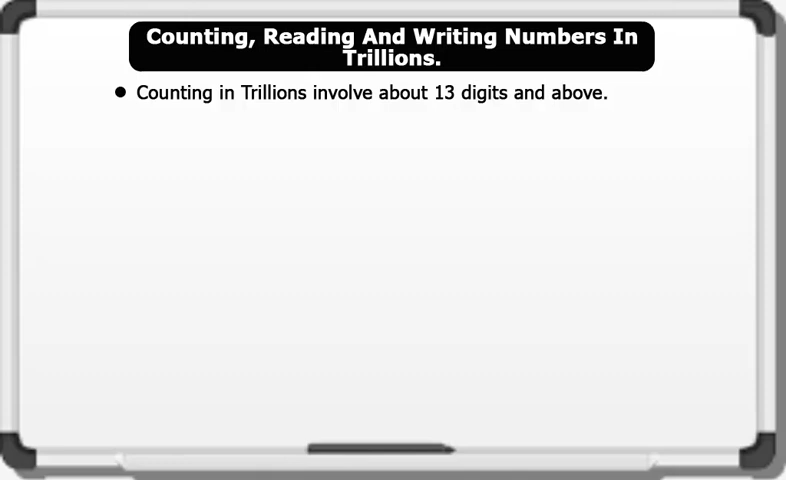 Counting, Reading And Writing Numbers In
Trillions.
● Counting in Trillions involve about 13 digits and above.